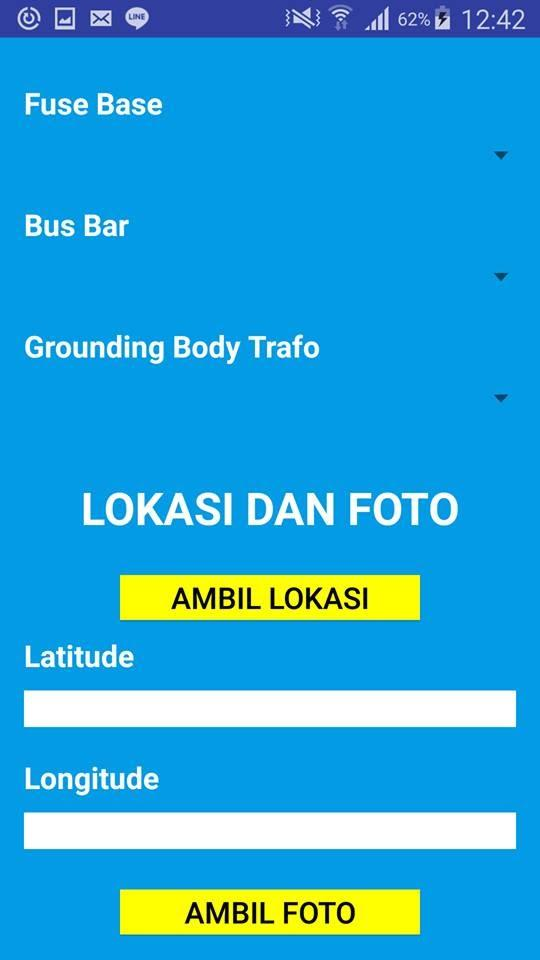 LINE
62%
12:42
Fuse Base
Bus Bar
Grounding Body Trafo
LOKASI DAN FOTO
AMBIL LOKASI
Latitude
Longitude
AMBIL FOTO